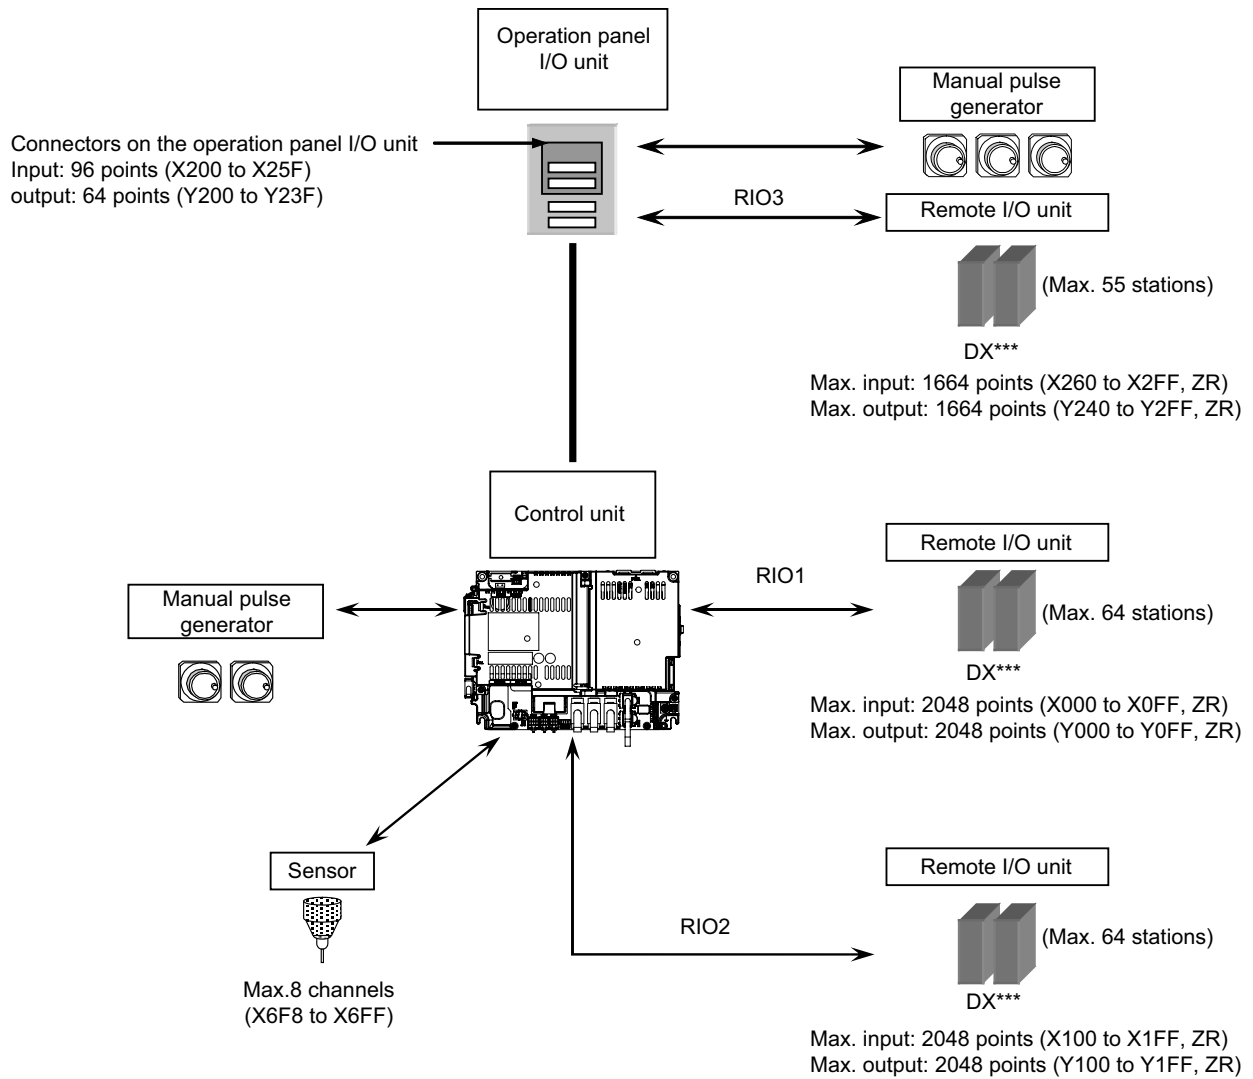 Operation panel
I/O unit
Manual pulse
generator
Connectors on the operation panel I/O unit
Input: 96 points (X200 to X25F)
output: 64 points (Y200 to Y23F)
RIO3
Remote I/O unit
(Max. 55 stations)
DX***
Max. input: 1664 points (X260 to X2FF, ZR)
Max. output: 1664 points (Y240 to Y2FF, ZR)
Control unit
Remote I/O unit
RIO1
Manual pulse
generator
(Max. 64 stations)
DX***
Max. input: 2048 points (X000 to X0FF, ZR)
Max. output: 2048 points (Y000 to Y0FF, ZR)
Sensor
Remote I/O unit
RIO2
(Max. 64 stations)
Max.8 channels
(X6F8 to X6FF)
DX***
Max. input: 2048 points (X100 to X1FF, ZR)
Max. output: 2048 points (Y100 to Y1FF, ZR)